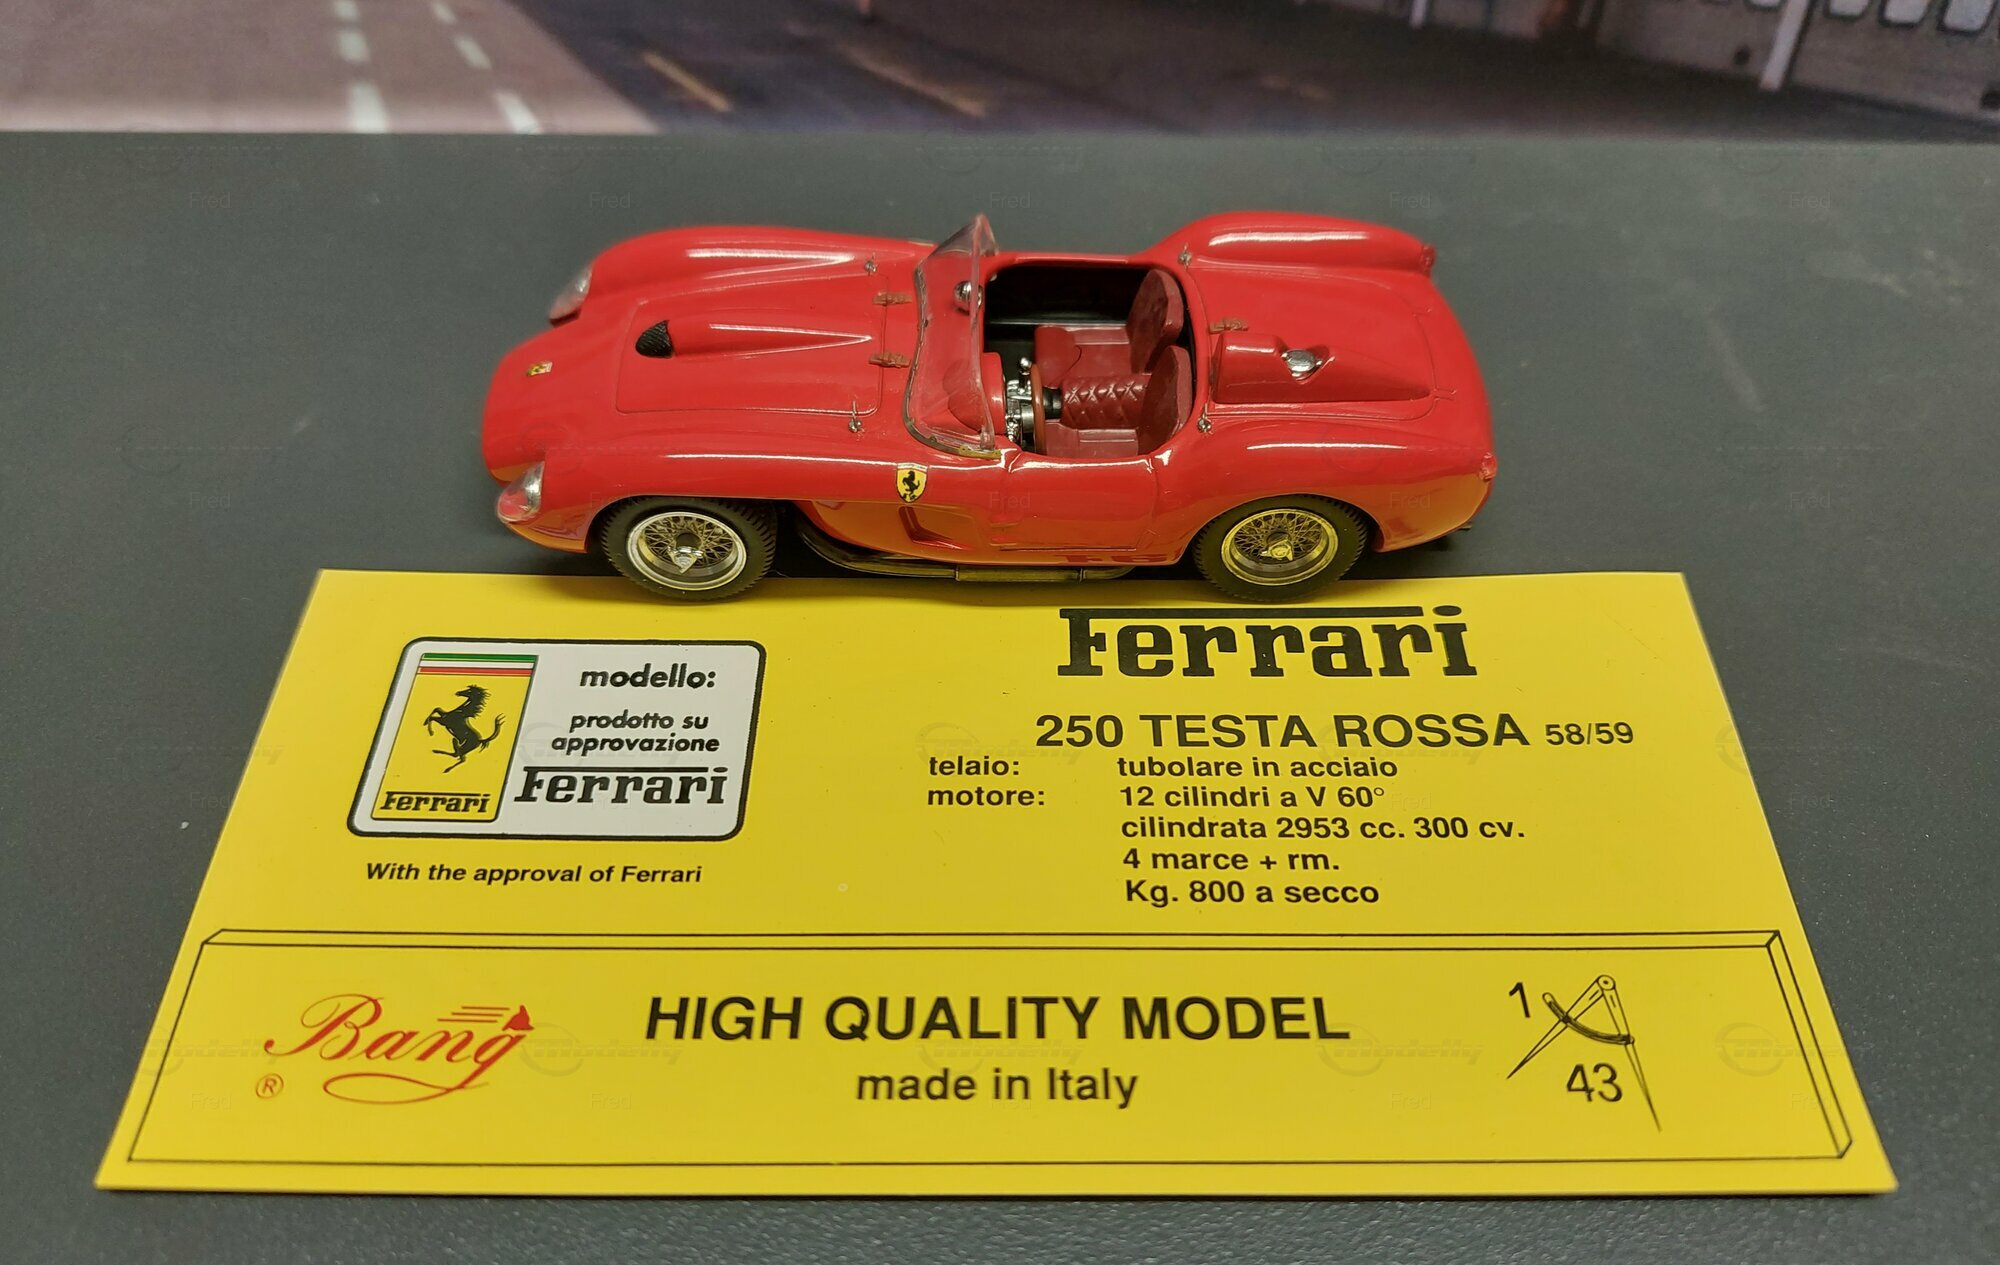 modello:
prodotto su
approvazione
Ferrari
Ferrari
With the approval of Ferrari
Ferrari
250 TESTA ROSSA 58/59
telaio: tubolare in acciaio
motore: 12 cilindri a V 60°
cilindrata 2953 cc. 300 cv.
4 marce + rm.
Kg. 800 a secco
Bang
®
HIGH QUALITY MODEL
made in Italy
1
43
Modelly
Fred